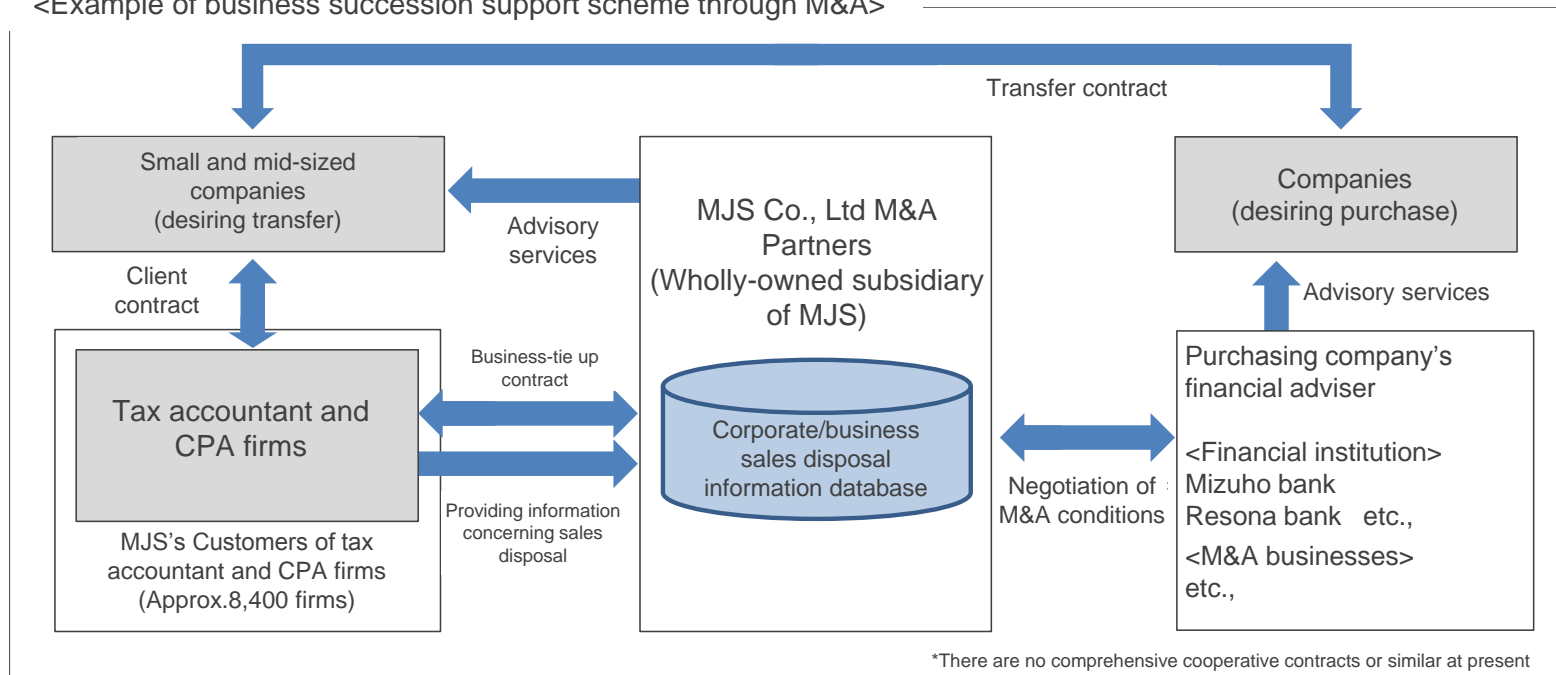 <Example of business succession support scheme through M&A>
Transfer contract
Small and mid-sized
companies
(desiring transfer)
Advisory
services
MJS Co., Ltd M&A
Partners
(Wholly-owned subsidiary
of MJS)
Companies
(desiring purchase)
Client
contract
Advisory services
Tax accountant and
CPA firms
Business-tie up
contract
Providing information
concerning sales
disposal
MJS’s Customers of tax
accountant and CPA firms
(Approx.8,400 firms)
Corporate/business
sales disposal
information database
Negotiation of
M&A conditions
Purchasing company’s
financial adviser
<Financial institution>
Mizuho bank
Resona bank etc.,
<M&A businesses>
etc.,
*There are no comprehensive cooperative contracts or similar at present